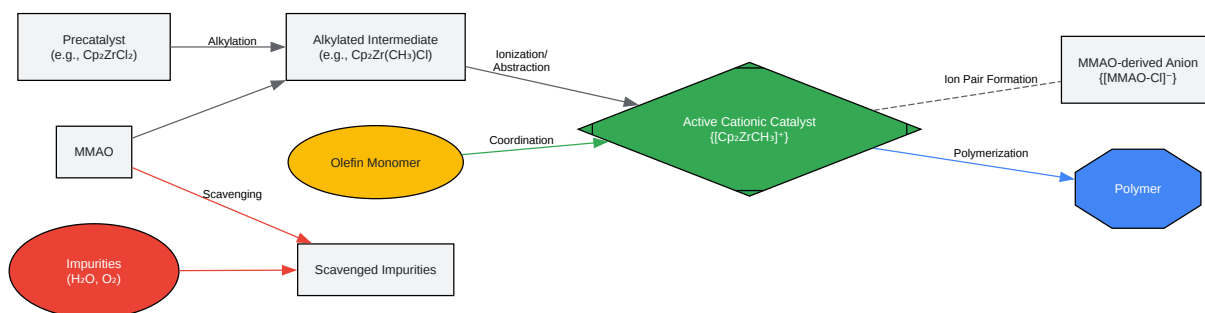 Precatalyst
(e.g., Cp₂ZrCl₂)
Alkylation
Alkylated Intermediate
(e.g., Cp₂Zr(CH₃)Cl)
Ionization/
Abstraction
MMAO
Olefin Monomer
Coordination
Active Cationic Catalyst
{[Cp₂ZrCH₃]⁺}
Ion Pair Formation
MMAO-derived Anion
{[MMAO-Cl]⁻}
Polymerization
Polymer
Scavenging
Impurities
(H₂O, O₂)
Scavenged Impurities